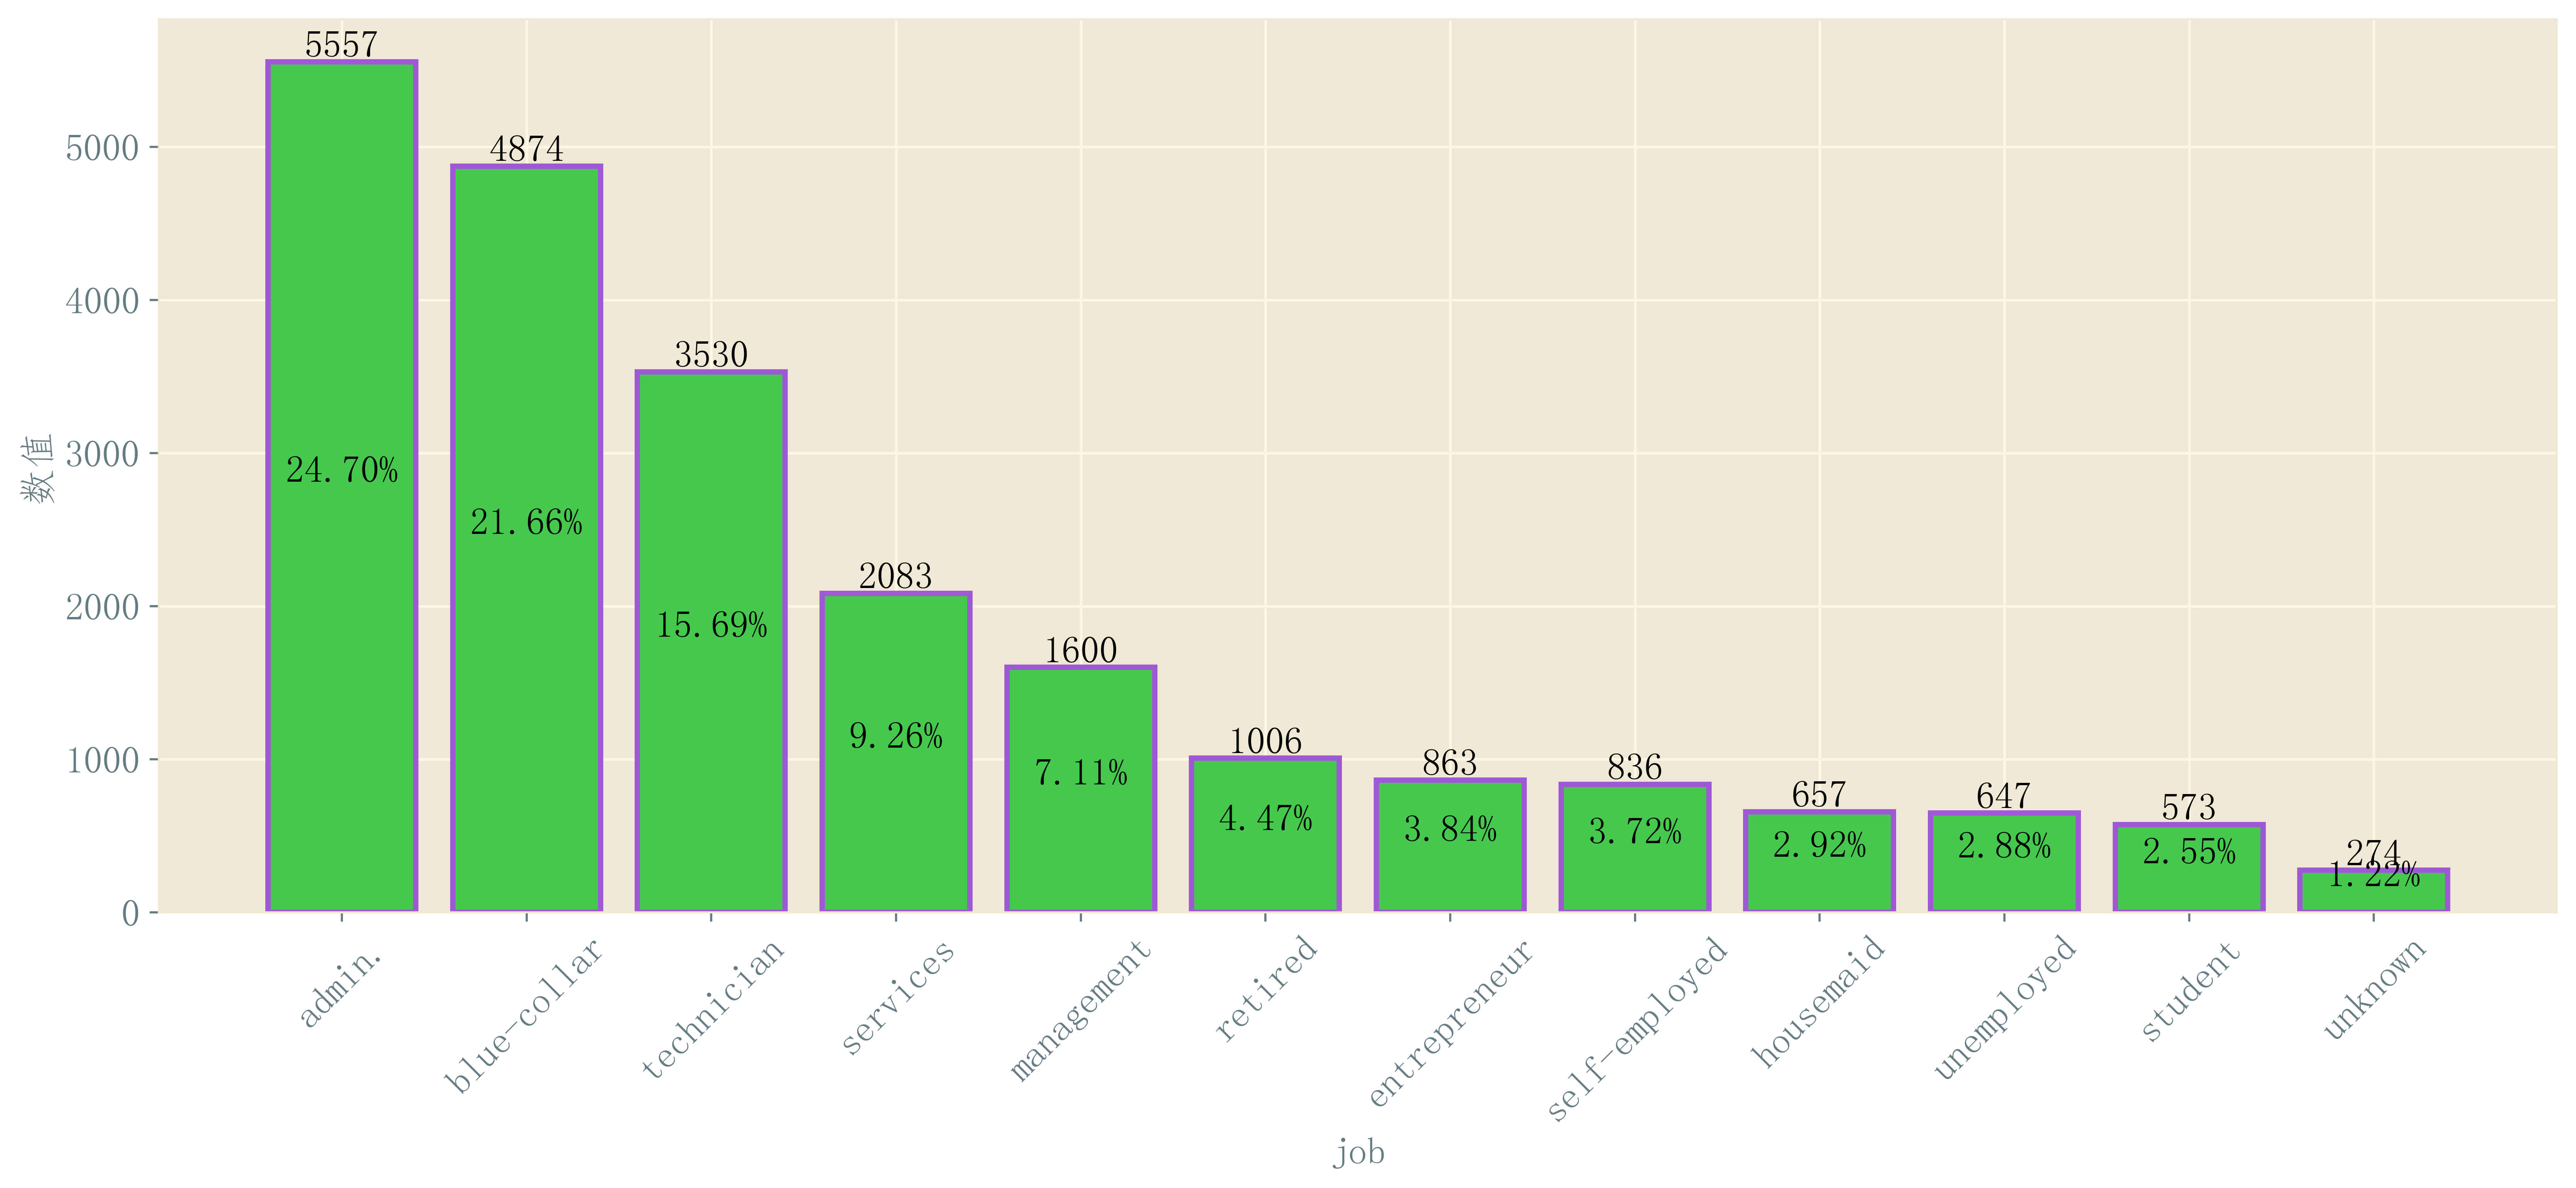 数值
5000
4000
3000
2000
1000
0
5557
4874
3530
2083
1600
1006
863
836
657
647
573
274
24.70%
21.66%
15.69%
9.26%
7.11%
4.47%
3.84%
3.72%
2.92%
2.88%
2.55%
1.22%
admin.
blue-collar
technician
services
management
retired
entrepreneur
self-employed
housemaid
unemployed
student
unknown
job